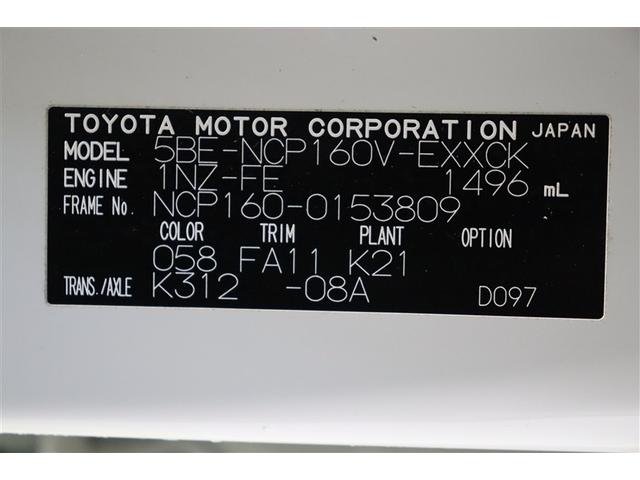 TOYOTA MOTOR CORPORATION JAPAN
MODEL 5BE-NCP160V-EXXCK
ENGINE 1NZ-FE 1496 mL
FRAME No. NCP160-0153809
COLOR TRIM PLANT OPTION
058 FA11 K21
TRANS./AXLE K312 -08A D097